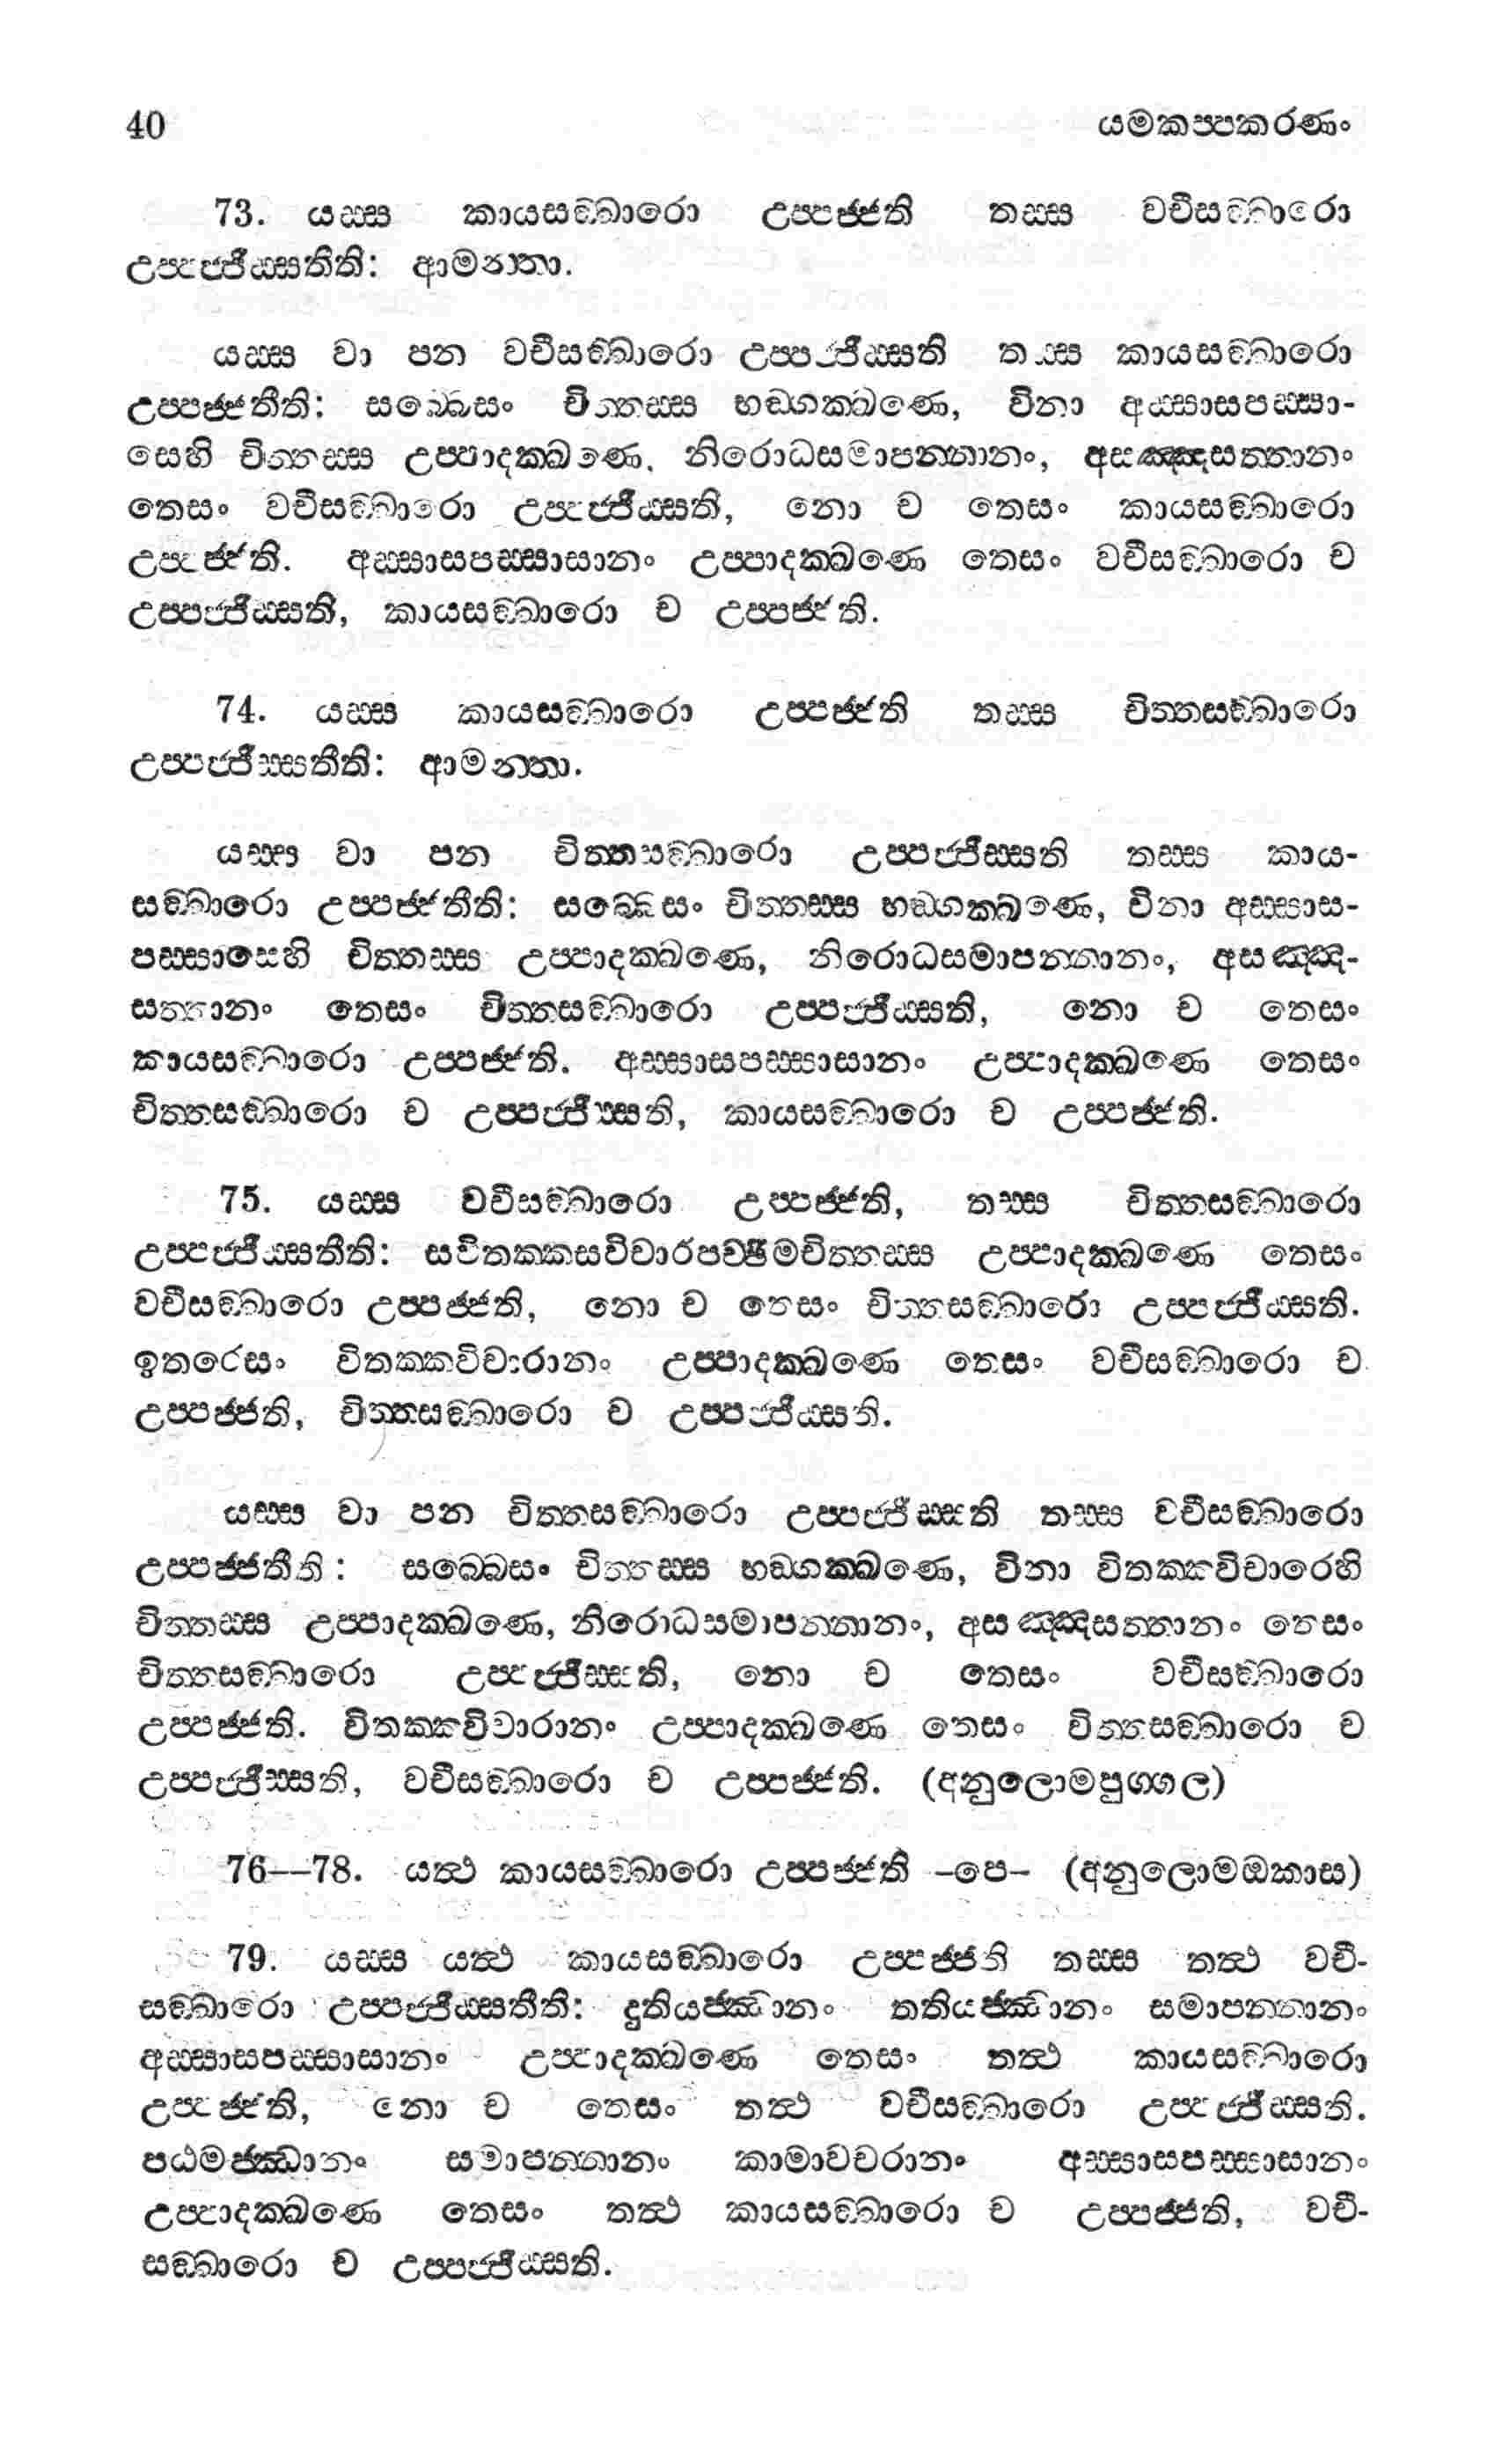 40 යමකප්පකරණං
73. යස්ස කායසඞ්ඛාරො උප්පජ්ජති තස්ස වචීසඞ්ඛාරො
උප්පජ්ජිස්සතිති: ආමන්තා.
යස්ස වා පන වචීසඞ්ඛාරො උප්පජ්ජිස්සති තස්ස කායසඞ්ඛාරො
උප්පජ්ජතීති: සබ්බෙසං චිත්තස්ස භඞ්ගක්ඛණෙ, විනා අස්සාසපස්සා-
සෙහි චිත්තස්ස උප්පාදක්ඛණෙ, නිරොධසමාපන්නානං, අසඤ්ඤසත්තානං
තෙසං වචීසඞ්ඛාරො උප්පජ්ජිස්සති, නො ච තෙසං කායසඞ්ඛාරො
උප්පජ්ජති. අස්සාසපස්සාසානං උප්පාදක්ඛණෙ තෙසං වචීසඞ්ඛාරො ච
උප්පජ්ජිස්සති, කායසඞ්ඛාරො ච උප්පජ්ජති.
74. යස්ස කායසඞ්ඛාරො උප්පජ්ජති තස්ස චිත්තසඞ්ඛාරො
උප්පජ්ජිස්සතීති: ආමන්තා.
යස්ස වා පන චිත්තසඞ්ඛාරො උප්පජ්ජිස්සති තස්ස කාය-
සඞ්ඛාරො උප්පජ්ජතීති: සබ්බෙසං චිත්තස්ස භඞ්ගක්ඛණෙ, විනා අස්සාස-
පස්සාසෙහි චිත්තස්ස උප්පාදක්ඛණෙ, නිරොධසමාපන්නානං, අසඤ්ඤ-
සත්තානං තෙසං චිත්තසඞ්ඛාරො උප්පජ්ජිස්සති, නො ච තෙසං
කායසඞ්ඛාරො උප්පජ්ජති. අස්සාසපස්සාසානං උප්පාදක්ඛණෙ තෙසං
චිත්තසඞ්ඛාරො ච උප්පජ්ජිස්සති, කායසඞ්ඛාරො ච උප්පජ්ජති.
75. යස්ස වචීසඞ්ඛාරො උප්පජ්ජති, තස්ස චිත්තසඞ්ඛාරො
උප්පජ්ජිස්සතීති: සවිතක්කසවිචාරපච්ඡිමචිත්තස්ස උප්පාදක්ඛණෙ තෙසං
වචීසඞ්ඛාරො උප්පජ්ජති, නො ච තෙසං චිත්තසඞ්ඛාරො උප්පජ්ජිස්සති.
ඉතරෙසං විතක්කවිචාරානං උප්පාදක්ඛණෙ තෙසං වචීසඞ්ඛාරො ච
උප්පජ්ජති, චිත්තසඞ්ඛාරො ච උප්පජ්ජිස්සති.
යස්ස වා පන චිත්තසඞ්ඛාරො උප්පජ්ජිස්සති තස්ස වචීසඞ්ඛාරො
උප්පජ්ජතීති: සබ්බෙසං චිත්තස්ස භඞ්ගක්ඛණෙ, විනා විතක්කවිචාරෙහි
චිත්තස්ස උප්පාදක්ඛණෙ, නිරොධසමාපන්නානං, අසඤ්ඤසත්තානං තෙසං
චිත්තසඞ්ඛාරො උප්පජ්ජිස්සති, නො ච තෙසං වචීසඞ්ඛාරො
උප්පජ්ජති. විතක්කවිචාරානං උප්පාදක්ඛණෙ තෙසං චිත්තසඞ්ඛාරො ච
උප්පජ්ජිස්සති, වචීසඞ්ඛාරො ච උප්පජ්ජති. (අනුලොමපුග්ගල)
76––78. යත්ථ කායසඞ්ඛාරො උප්පජ්ජති –පෙ– (අනුලොමඔකාස)
79. යස්ස යත්ථ කායසඞ්ඛාරො උප්පජ්ජති තස්ස තත්ථ වචී-
සඞ්ඛාරො උප්පජ්ජිස්සතීති: දුතියජ්ඣානං තතියජ්ඣානං සමාපන්නානං
අස්සාසපස්සාසානං උප්පාදක්ඛණෙ තෙසං තත්ථ කායසඞ්ඛාරො
උප්පජ්ජති, නො ච තෙසං තත්ථ වචීසඞ්ඛාරො උප්පජ්ජිස්සති.
පඨමජ්ඣානං සමාපන්නානං කාමාවචරානං අස්සාසපස්සාසානං
උප්පාදක්ඛණෙ තෙසං තත්ථ කායසඞ්ඛාරො ච උප්පජ්ජති, වචී-
සඞ්ඛාරො ච උප්පජ්ජිස්සති.